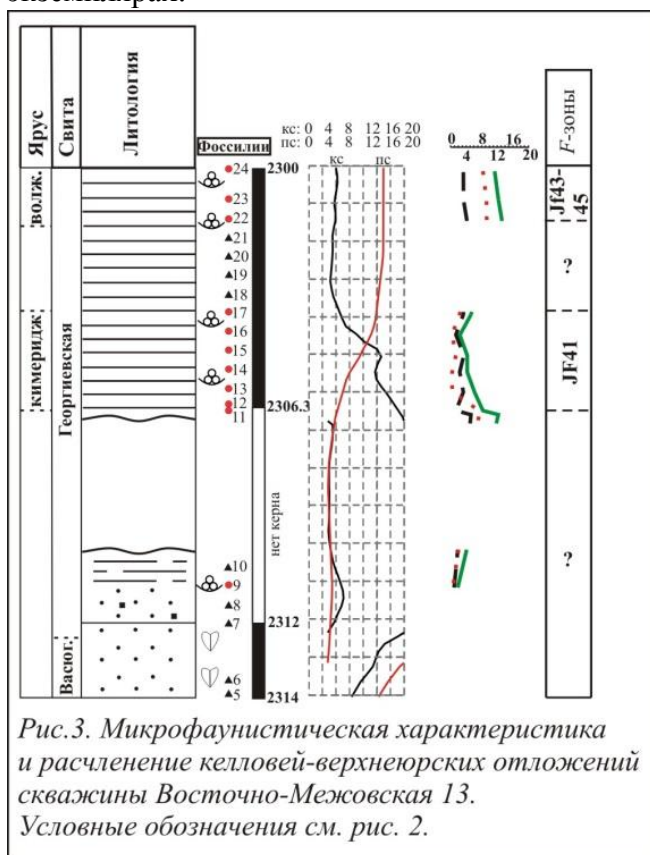 Ярус
Свита
Литология
Фоссилии
кс: 0 4 8 12 16 20
пс: 0 4 8 12 16 20
кс пс
0 8 16
4 12 20
F-зоны
волж.
кимеридж
Георгиевская
Васюг.
24
23
22
21
20
19
18
17
16
15
14
13
12
11
10
9
8
7
6
5
2300
2306.3
нет керна
2312
2314
Jf43-
45
?
JF41
?
Рис.3. Микрофаунистическая характеристика
и расчленение келловей-верхнеюрских отложений
скважины Восточно-Межовская 13.
Условные обозначения см. рис. 2.